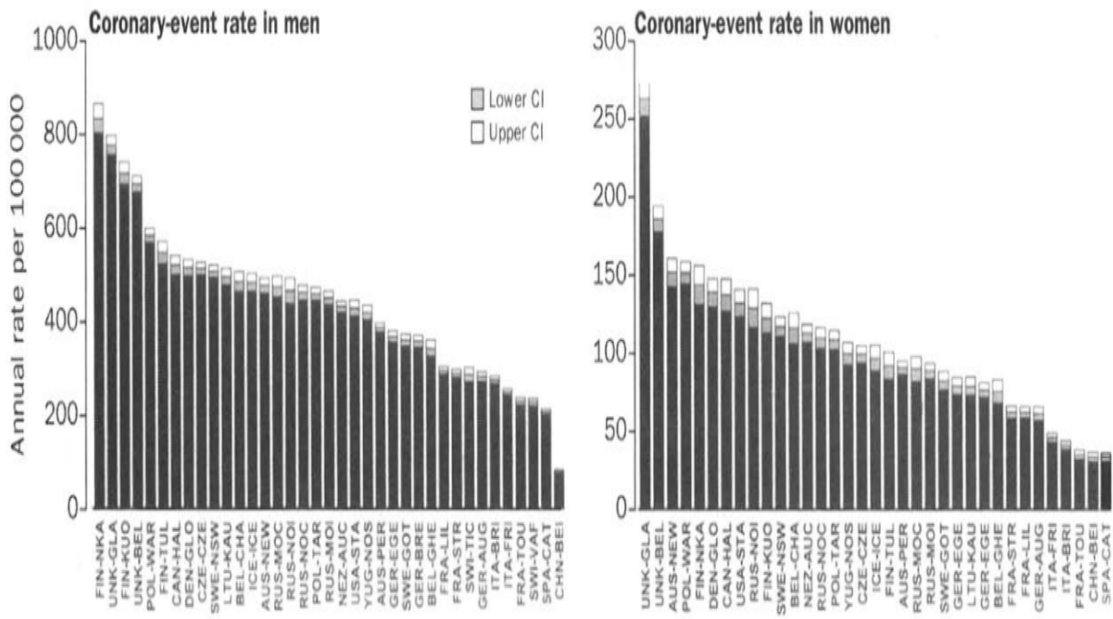 Coronary-event rate in men
Annual rate per 100 000
1000
800
600
400
200
0
Lower CI
Upper CI
FIN-NKA
UNK-GLA
FIN-KUO
UNK-BEL
POL-WAR
FIN-TUL
CAN-HAL
DEN-GLO
CZE-CZE
SWE-NSW
LTU-KAU
BEL-CHA
ICE-ICE
AUS-NEW
RUS-MOC
RUS-NOI
RUS-NOC
POL-TAR
RUS-MOI
NEZ-AUC
USA-STA
YUG-NOS
AUS-PER
GER-EGE
SWE-GOT
GER-BRE
BEL-GHE
FRA-LIL
FRA-STR
SWI-TIC
GER-AUG
ITA-BRI
ITA-FRI
FRA-TOU
SWI-VAF
SPA-CAT
CHN-BEI
Coronary-event rate in women
300
250
200
150
100
50
0
UNK-GLA
UNK-BEL
AUS-NEW
POL-WAR
FIN-NKA
DEN-GLO
CAN-HAL
USA-STA
RUS-NOI
FIN-KUO
SWE-NSW
BEL-CHA
NEZ-AUC
RUS-NOC
POL-TAR
YUG-NOS
CZE-CZE
ICE-ICE
FIN-TUL
AUS-PER
RUS-MOC
RUS-MOI
SWE-GOT
GER-EGE
LTU-KAU
GER-EGE
BEL-GHE
FRA-STR
FRA-LIL
GER-AUG
ITA-FRI
ITA-BRI
FRA-TOU
CHN-BEI
SPA-CAT